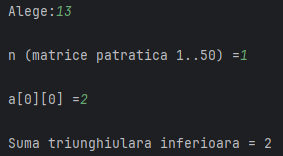 Alege:13
n (matrice patratica 1..50) =1
a[0][0] =2
Suma triunghiulara inferioara = 2